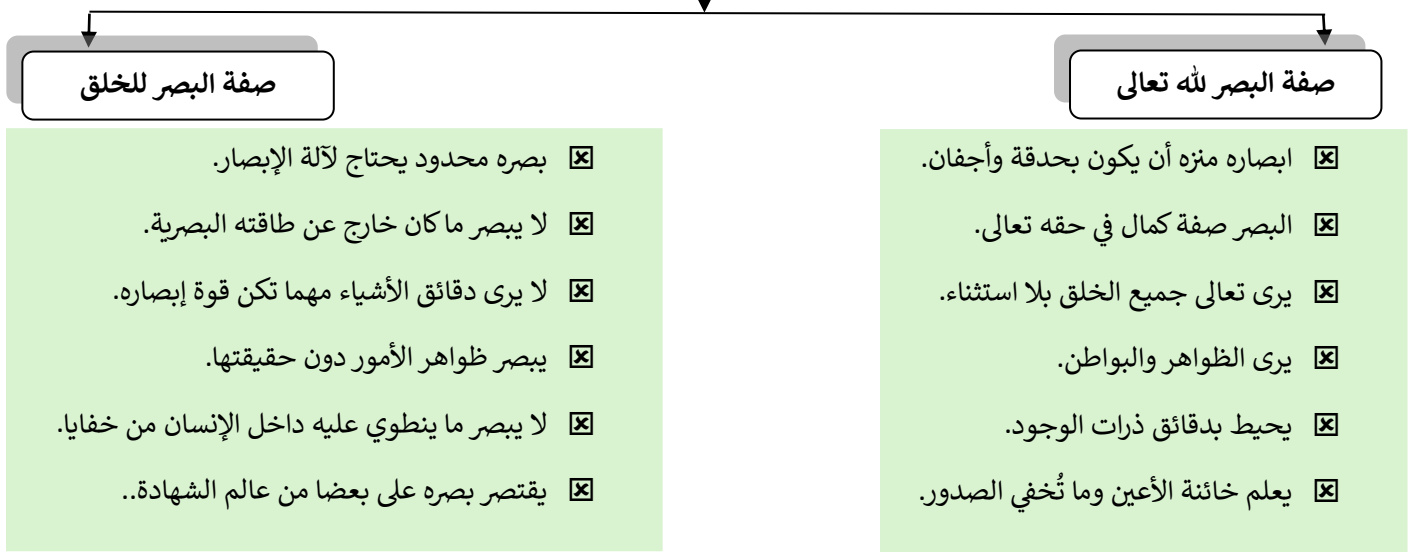 صفة البصر لله تعالى
ابصاره منزه أن يكون بحدقة وأجفان.
البصر صفة كمال في حقه تعالى.
يرى تعالى جميع الخلق بلا استثناء.
يرى الظواهر والبواطن.
يحيط بدقائق ذرات الوجود.
يعلم خائنة الأعين وما تُخفي الصدور.
صفة البصر للخلق
بصره محدود يحتاج لآلة الإبصار.
لا يبصر ما كان خارج عن طاقته البصرية.
لا يرى دقائق الأشياء مهما تكن قوة إبصاره.
يبصر ظواهر الأمور دون حقيقتها.
لا يبصر ما ينطوي عليه داخل الإنسان من خفايا.
يقتصر بصره على بعضا من عالم الشهادة..